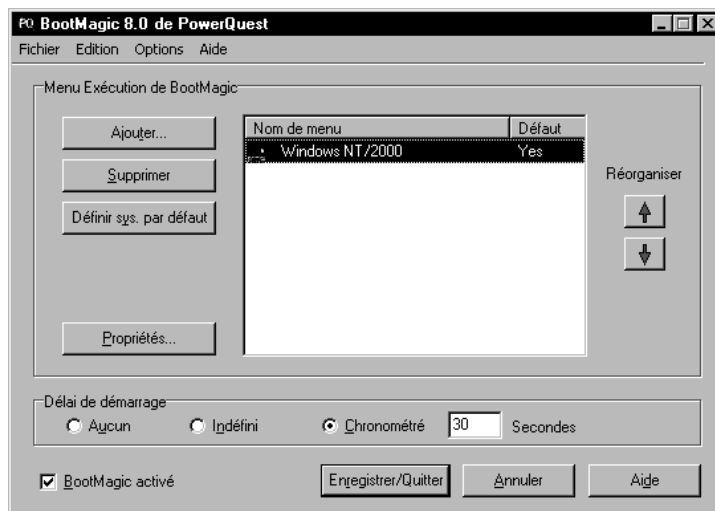 PQ BootMagic 8.0 de PowerQuest
Fichier Edition Options Aide
Menu Exécution de BootMagic
Ajouter...
Supprimer
Définir sys. par défaut
Propriétés...
Nom de menu Défaut
Windows NT/2000 Yes
Réorganiser
Délai de démarrage
Aucun Indéfini Chronométré 30 Secondes
BootMagic activé Enregistrer/Quitter Annuler Aide